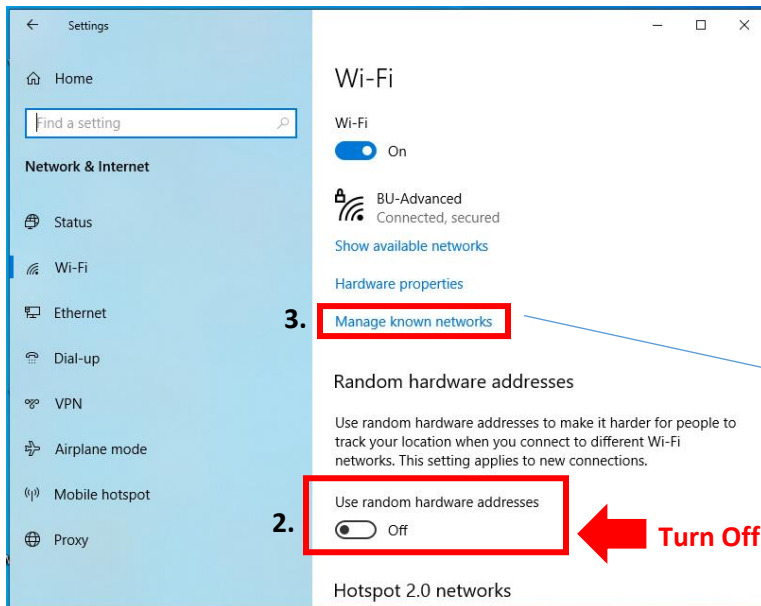 Settings
Home
Find a setting
Network & Internet
Status
Wi-Fi
Ethernet
Dial-up
VPN
Airplane mode
Mobile hotspot
Proxy
Wi-Fi
Wi-Fi
On
BU-Advanced
Connected, secured
Show available networks
Hardware properties
3.
Manage known networks
Random hardware addresses
Use random hardware addresses to make it harder for people to
track your location when you connect to different Wi-Fi
networks. This setting applies to new connections.
2.
Use random hardware addresses
Off
Turn Off
Hotspot 2.0 networks